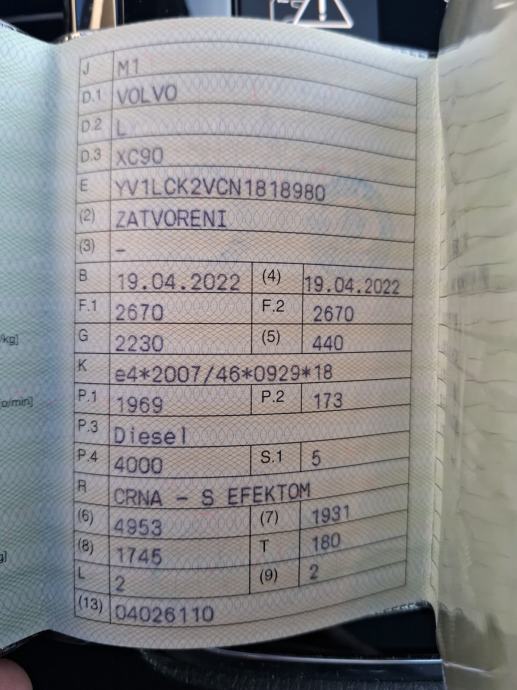 J M1
D.1 VOLVO
D.2 L
D.3 XC90
E YV1LCK2VCN1818980
(2) ZATVORENI
(3) –
B 19.04.2022 (4) 19.04.2022
F.1 2670 F.2 2670
G 2230 (5) 440
K e4*2007/46*0929*18
P.1 1969 P.2 173
P.3 Diesel
P.4 4000 S.1 5
R CRNA – S EFEKTOM
(6) 4953 (7) 1931
(8) 1745 T 180
L 2 (9) 2
(13) 04026110